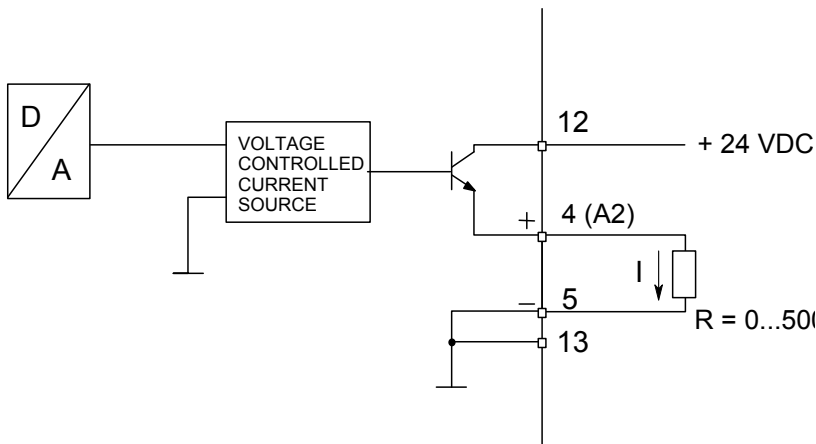 D
A
VOLTAGE
CONTROLLED
CURRENT
SOURCE
12
+ 24 VDC
+
4 (A2)
I
−
5
R = 0...500
13